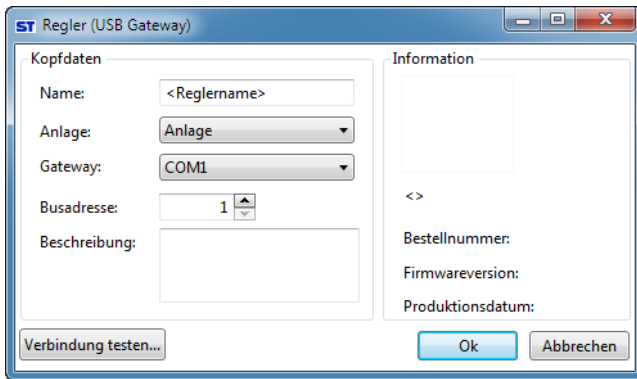 ST Regler (USB Gateway)
Kopfdaten
Name: <Reglername>
Anlage: Anlage
Gateway: COM1
Busadresse: 1
Beschreibung:
Verbindung testen...
Information
<>
Bestellnummer:
Firmwareversion:
Produktionsdatum:
Ok Abbrechen